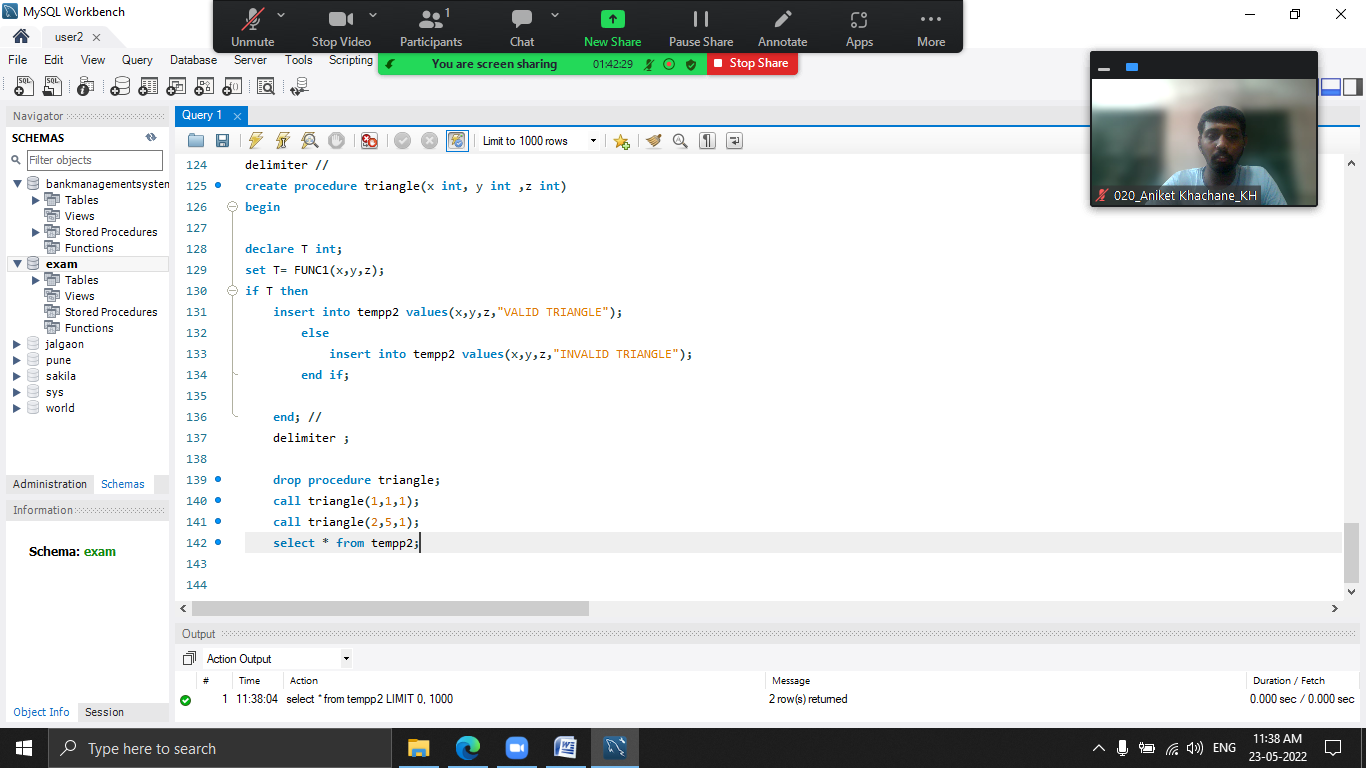 MySQL Workbench
user2
File Edit View Query Database Server Tools Scripting
Unmute Stop Video Participants 1 Chat New Share Pause Share Annotate Apps More
You are screen sharing 01:42:29 Stop Share
020_Aniket Khachane_KH
Navigator
SCHEMAS
Filter objects
bankmanagementsystem
Tables
Views
Stored Procedures
Functions
exam
Tables
Views
Stored Procedures
Functions
jalgaon
pune
sakila
sys
world
Administration Schemas
Information
Schema: exam
Object Info Session
Query 1
Limit to 1000 rows
124 delimiter //
125 create procedure triangle(x int, y int ,z int)
126 begin
127
128 declare T int;
129 set T= FUNC1(x,y,z);
130 if T then
131 insert into tempp2 values(x,y,z,"VALID TRIANGLE");
132 else
133 insert into tempp2 values(x,y,z,"INVALID TRIANGLE");
134 end if;
135
136 end; //
137 delimiter ;
138
139 drop procedure triangle;
140 call triangle(1,1,1);
141 call triangle(2,5,1);
142 select * from tempp2;
143
144
Output
Action Output
# Time Action Message Duration / Fetch
1 11:38:04 select * from tempp2 LIMIT 0, 1000 2 row(s) returned 0.000 sec / 0.000 sec
Type here to search
ENG
11:38 AM
23-05-2022